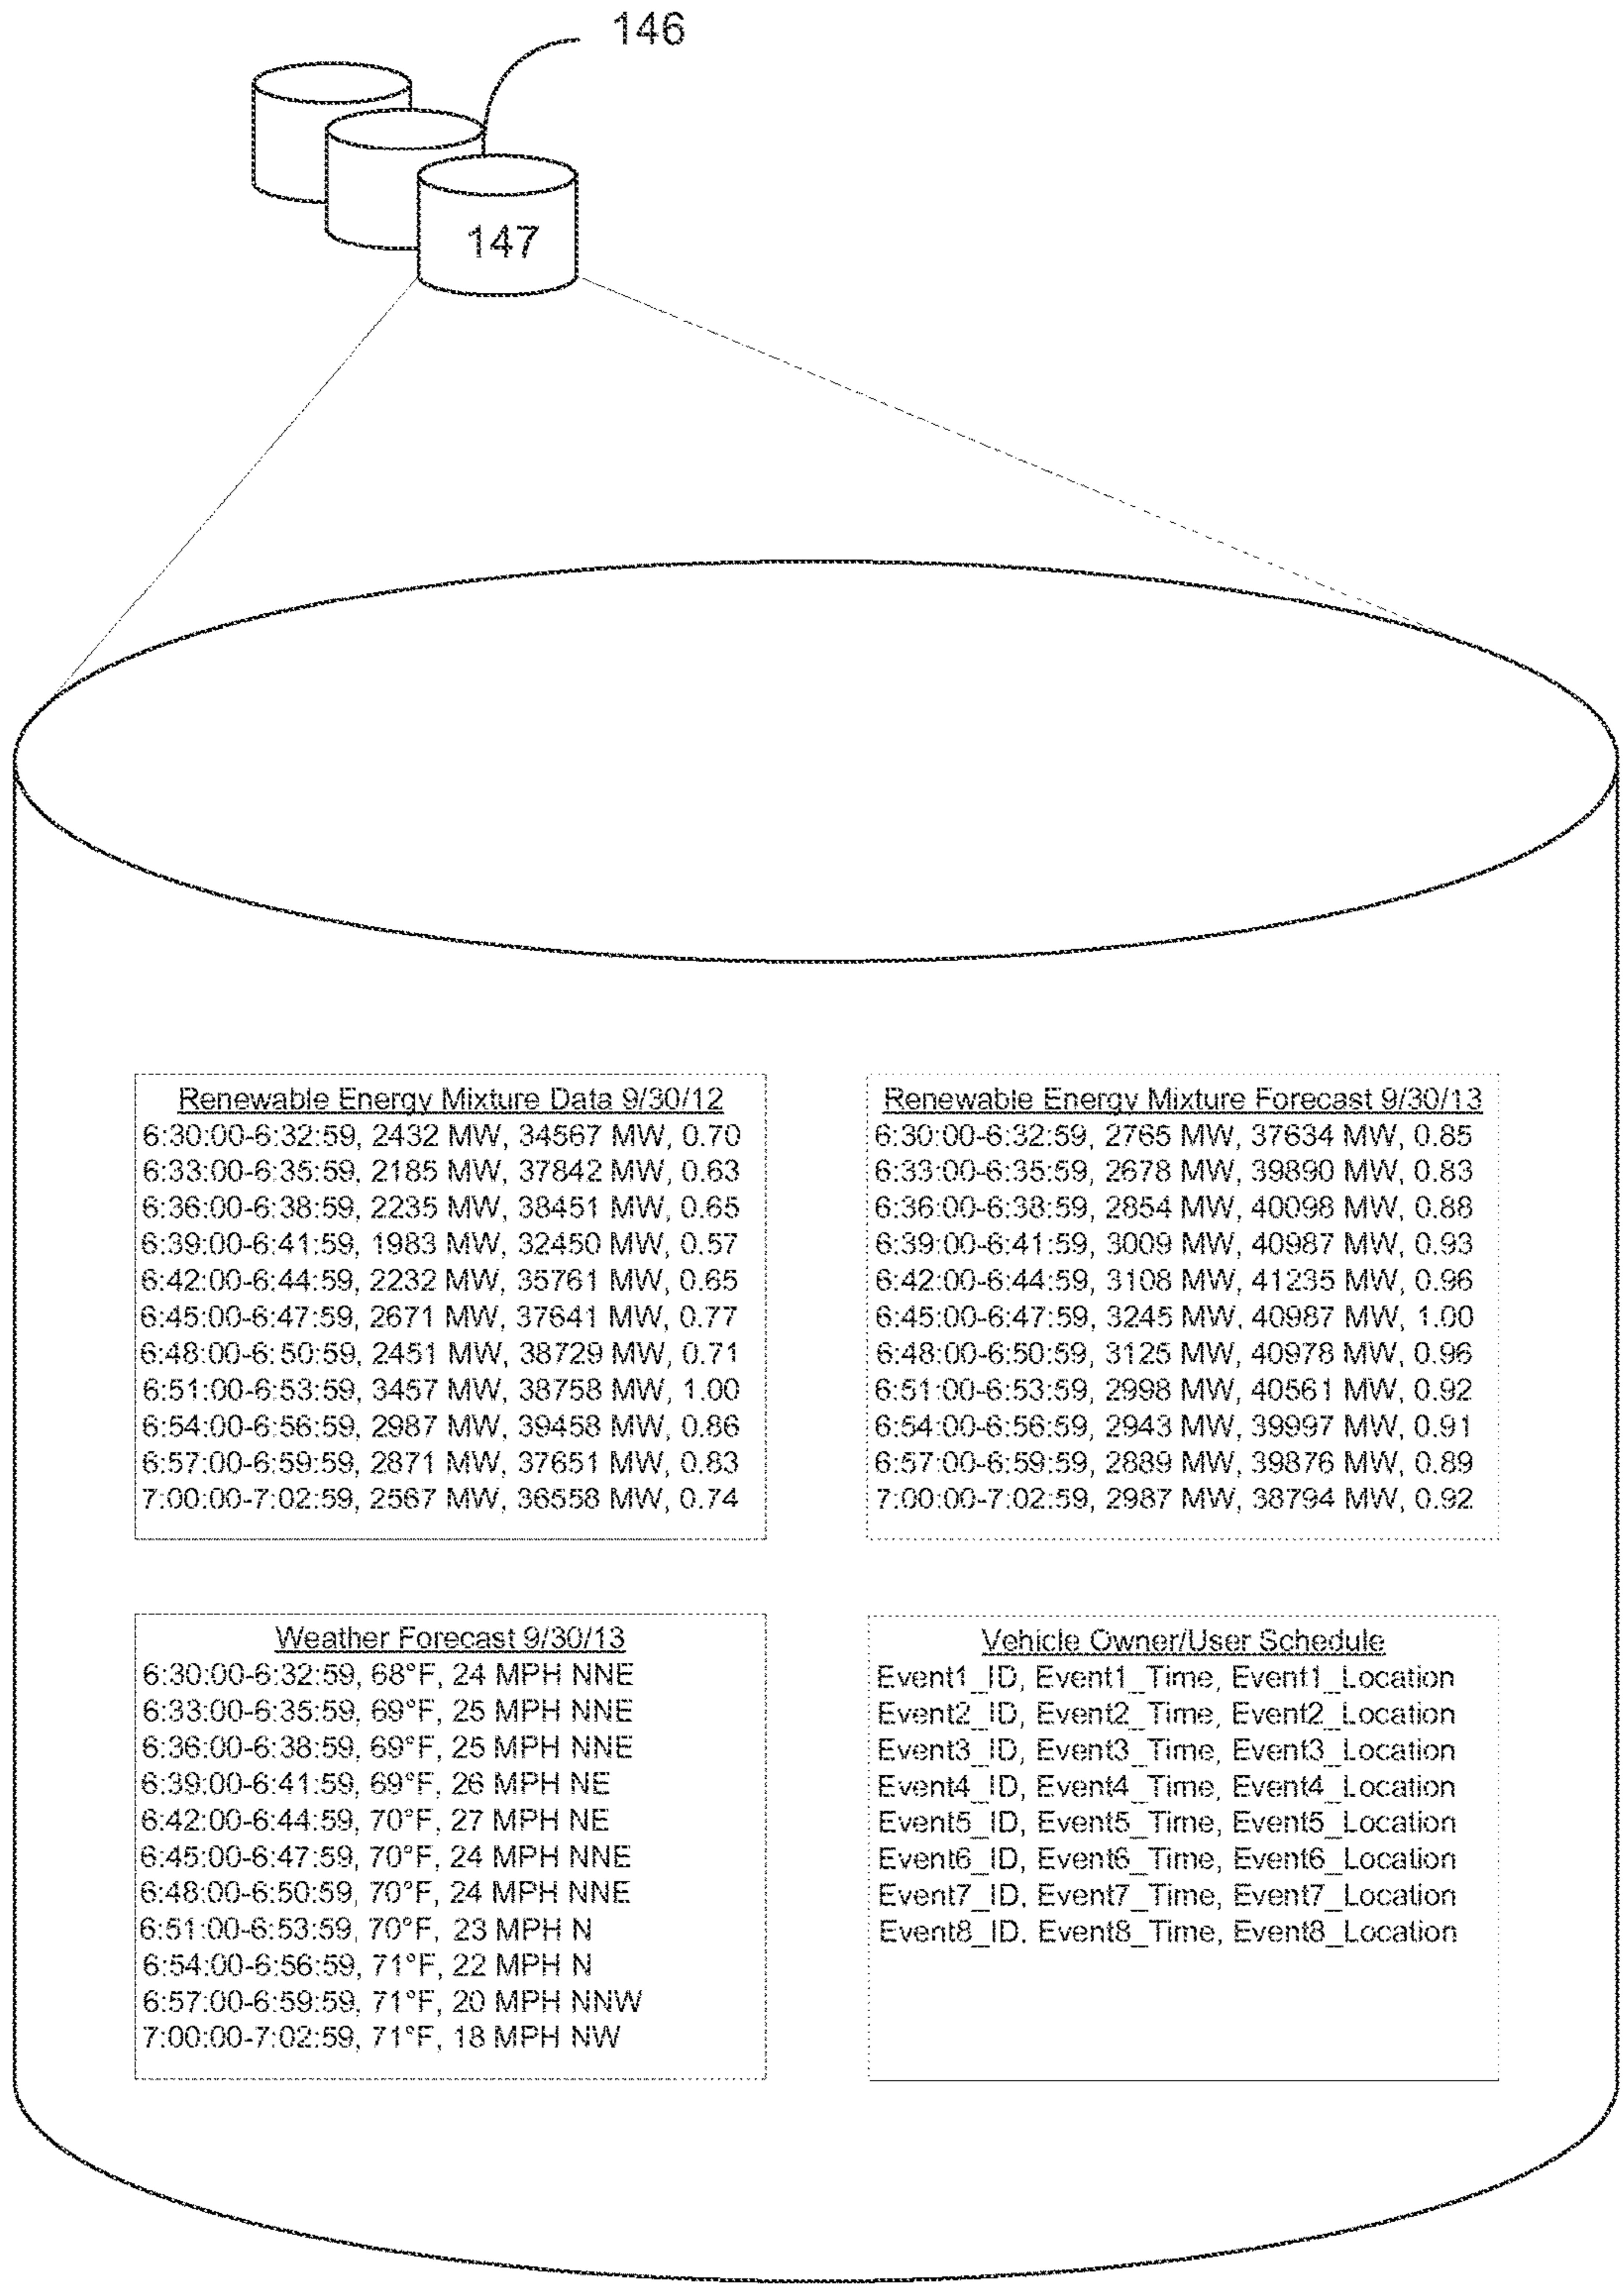 146
147
Renewable Energy Mixture Data 9/30/12
6:30:00-6:32:59, 2432 MW, 34567 MW, 0.70
6:33:00-6:35:59, 2185 MW, 37842 MW, 0.63
6:36:00-6:38:59, 2235 MW, 38451 MW, 0.65
6:39:00-6:41:59, 1983 MW, 32450 MW, 0.57
6:42:00-6:44:59, 2232 MW, 35761 MW, 0.65
6:45:00-6:47:59, 2671 MW, 37641 MW, 0.77
6:48:00-6:50:59, 2451 MW, 38729 MW, 0.71
6:51:00-6:53:59, 3457 MW, 38758 MW, 1.00
6:54:00-6:56:59, 2987 MW, 39458 MW, 0.86
6:57:00-6:59:59, 2871 MW, 37651 MW, 0.83
7:00:00-7:02:59, 2567 MW, 36558 MW, 0.74
Renewable Energy Mixture Forecast 9/30/13
6:30:00-6:32:59, 2765 MW, 37634 MW, 0.85
6:33:00-6:35:59, 2678 MW, 39890 MW, 0.83
6:36:00-6:38:59, 2854 MW, 40098 MW, 0.88
6:39:00-6:41:59, 3009 MW, 40987 MW, 0.93
6:42:00-6:44:59, 3108 MW, 41235 MW, 0.96
6:45:00-6:47:59, 3245 MW, 40987 MW, 1.00
6:48:00-6:50:59, 3125 MW, 40978 MW, 0.96
6:51:00-6:53:59, 2998 MW, 40561 MW, 0.92
6:54:00-6:56:59, 2943 MW, 39997 MW, 0.91
6:57:00-6:59:59, 2889 MW, 39876 MW, 0.89
7:00:00-7:02:59, 2987 MW, 38794 MW, 0.92
Weather Forecast 9/30/13
6:30:00-6:32:59, 68°F, 24 MPH NNE
6:33:00-6:35:59, 69°F, 25 MPH NNE
6:36:00-6:38:59, 69°F, 25 MPH NNE
6:39:00-6:41:59, 69°F, 26 MPH NE
6:42:00-6:44:59, 70°F, 27 MPH NE
6:45:00-6:47:59, 70°F, 24 MPH NNE
6:48:00-6:50:59, 70°F, 24 MPH NNE
6:51:00-6:53:59, 70°F, 23 MPH N
6:54:00-6:56:59, 71°F, 22 MPH N
6:57:00-6:59:59, 71°F, 20 MPH NNW
7:00:00-7:02:59, 71°F, 18 MPH NW
Vehicle Owner/User Schedule
Event1_ID, Event1_Time, Event1_Location
Event2_ID, Event2_Time, Event2_Location
Event3_ID, Event3_Time, Event3_Location
Event4_ID, Event4_Time, Event4_Location
Event5_ID, Event5_Time, Event5_Location
Event6_ID, Event6_Time, Event6_Location
Event7_ID, Event7_Time, Event7_Location
Event8_ID, Event8_Time, Event8_Location